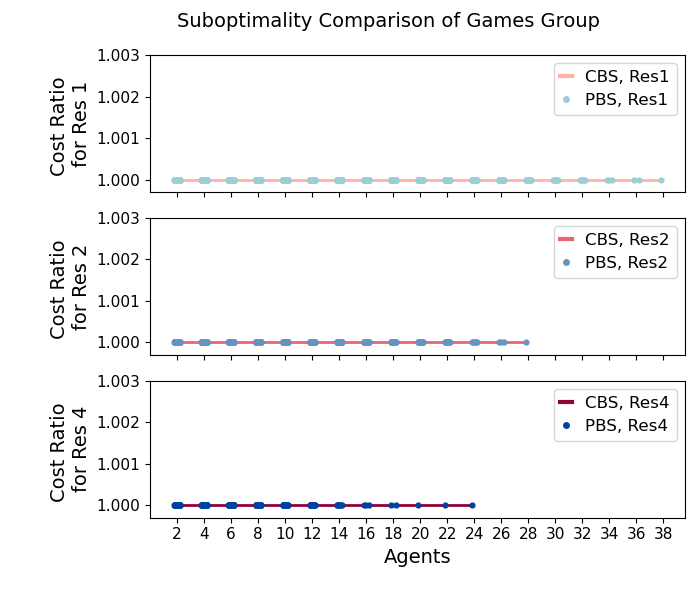 Suboptimality Comparison of Games Group
Cost Ratio
for Res 1
1.003
1.002
1.001
1.000
CBS, Res1
PBS, Res1
Cost Ratio
for Res 2
1.003
1.002
1.001
1.000
CBS, Res2
PBS, Res2
Cost Ratio
for Res 4
1.003
1.002
1.001
1.000
CBS, Res4
PBS, Res4
2 4 6 8 10 12 14 16 18 20 22 24 26 28 30 32 34 36 38
Agents